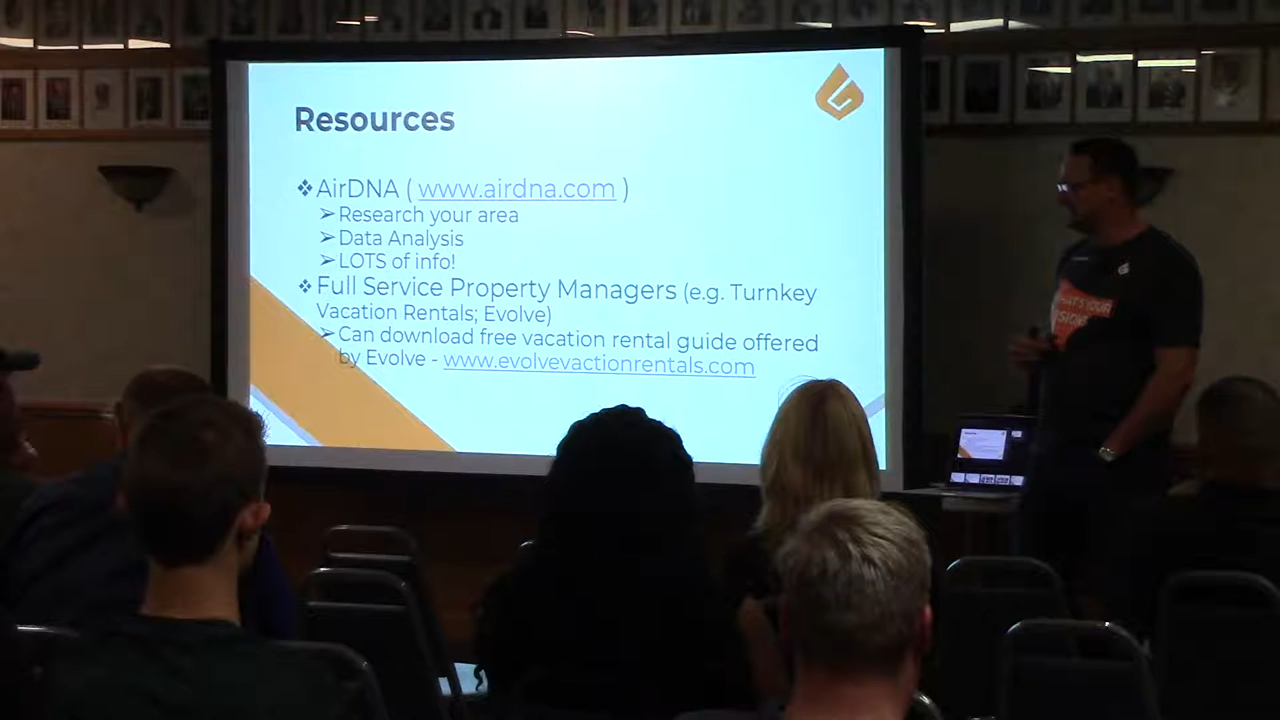 Resources
❖AirDNA ( www.airdna.com )
➢Research your area
➢Data Analysis
➢LOTS of info!
❖Full Service Property Managers (e.g. Turnkey
Vacation Rentals; Evolve)
➢Can download free vacation rental guide offered
by Evolve - www.evolvevactionrentals.com